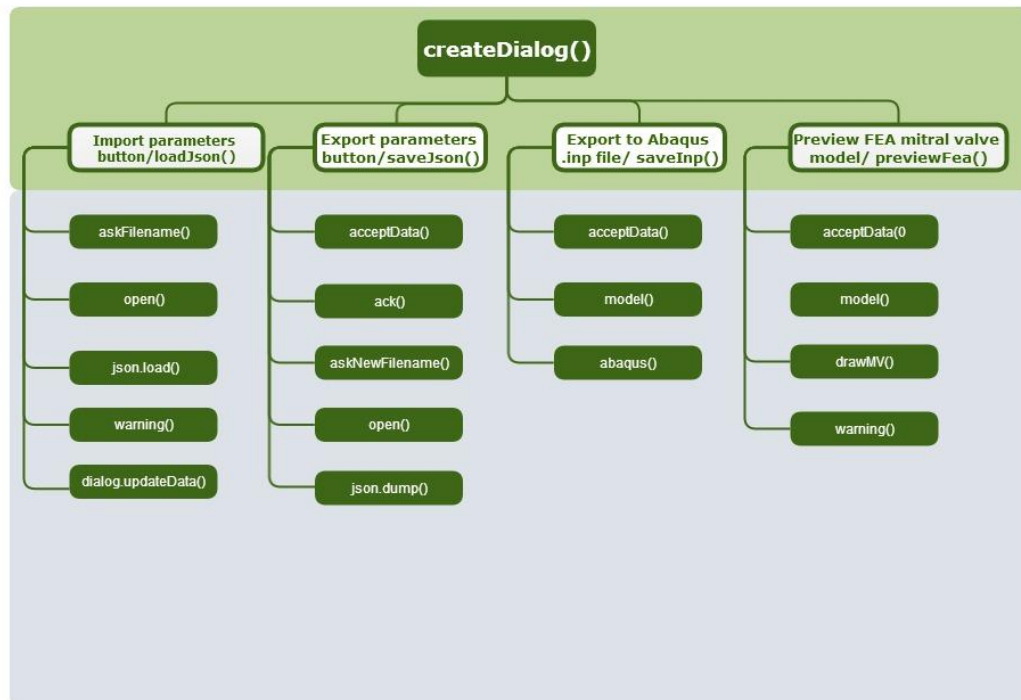 createDialog()
Import parameters
button/loadJson()
Export parameters
button/saveJson()
Export to Abaqus
.inp file/ saveInp()
Preview FEA mitral valve
model/ previewFea()
askFilename()
open()
json.load()
warning()
dialog.updateData()
acceptData()
ack()
askNewFilename()
open()
json.dump()
acceptData()
model()
abaqus()
acceptData(0
model()
drawMV()
warning()